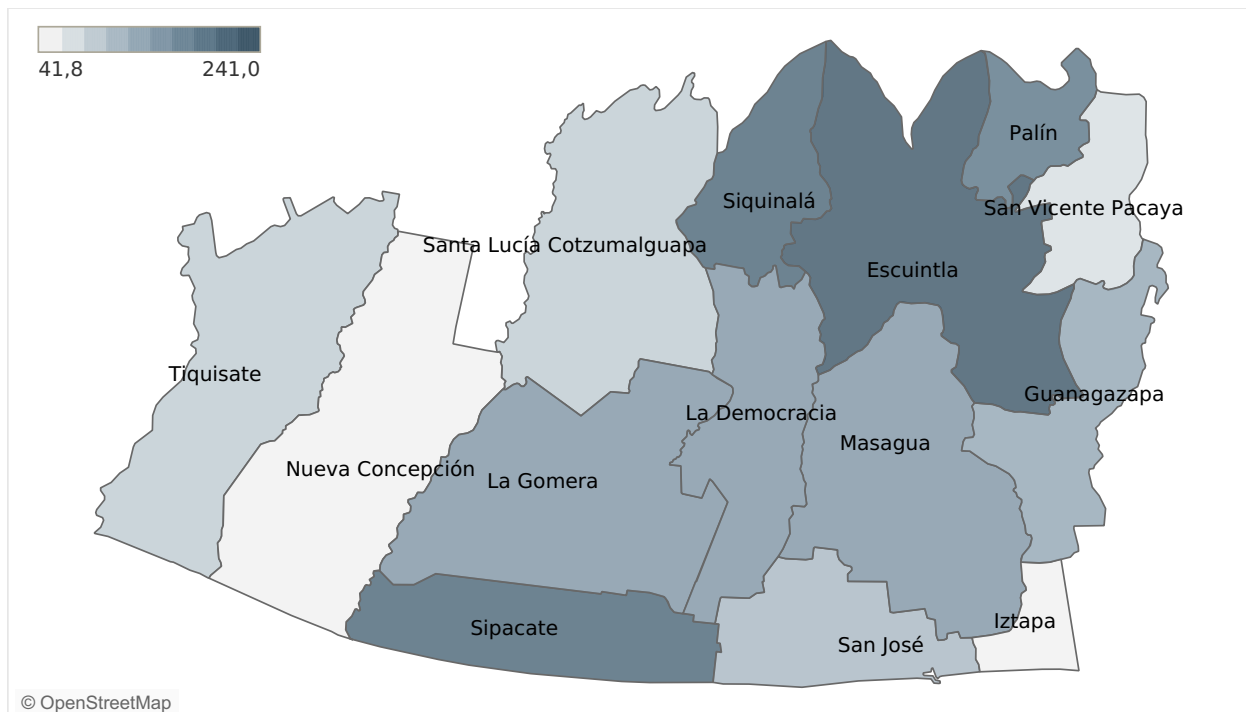 41,8
241,0
Palín
Siquinalá
San Vicente Pacaya
Santa Lucía Cotzumalguapa
Escuintla
Tiquisate
Guanagazapa
La Democracia
Masagua
Nueva Concepción
La Gomera
Iztapa
Sipacate
San José
© OpenStreetMap